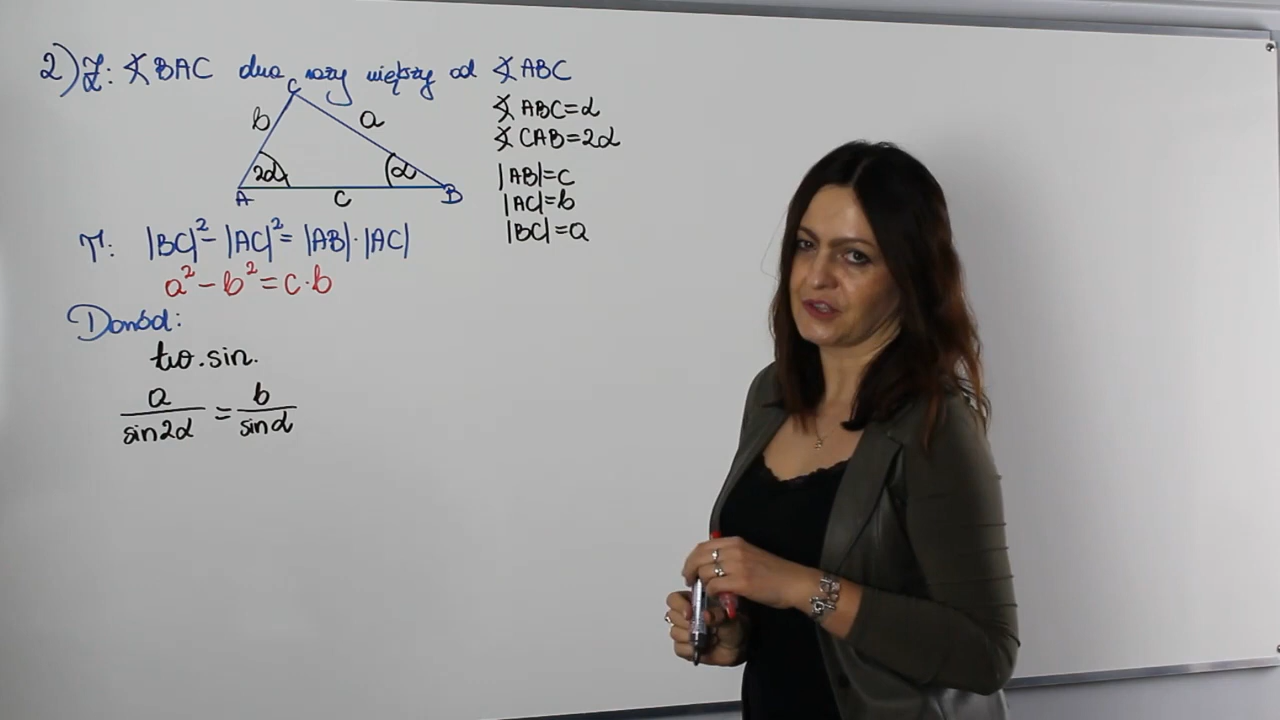 2) Z: ∢BAC dwa razy większy od ∢ABC
C
b a
2α α
A c B
∢ABC=α
∢CAB=2α
|AB|=c
|AC|=b
|BC|=a
T: |BC|²-|AC|²=|AB|·|AC|
a²-b²=c·b
Dowód:
tw.sin.
a/sin2α = b/sinα